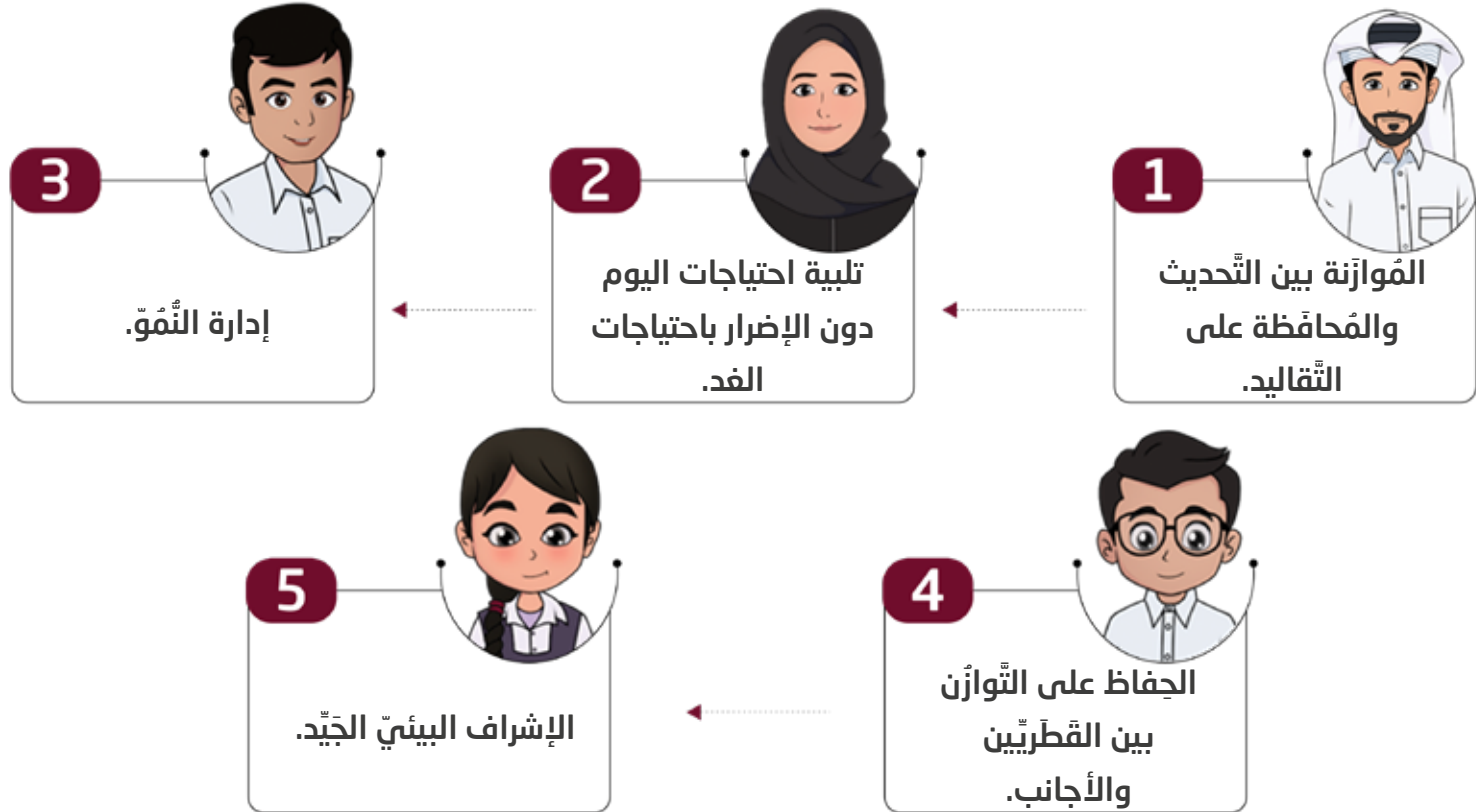 1
المُوازَنة بين التَّحديث
والمُحافَظة على
التَّقاليد.
2
تلبية احتياجات اليوم
دون الإضرار باحتياجات
الغد.
3
إدارة النُّمُوّ.
4
الحِفاظ على التَّوازُن
بين القَطَريِّين
والأجانب.
5
الإشراف البيئيّ الجَيِّد.